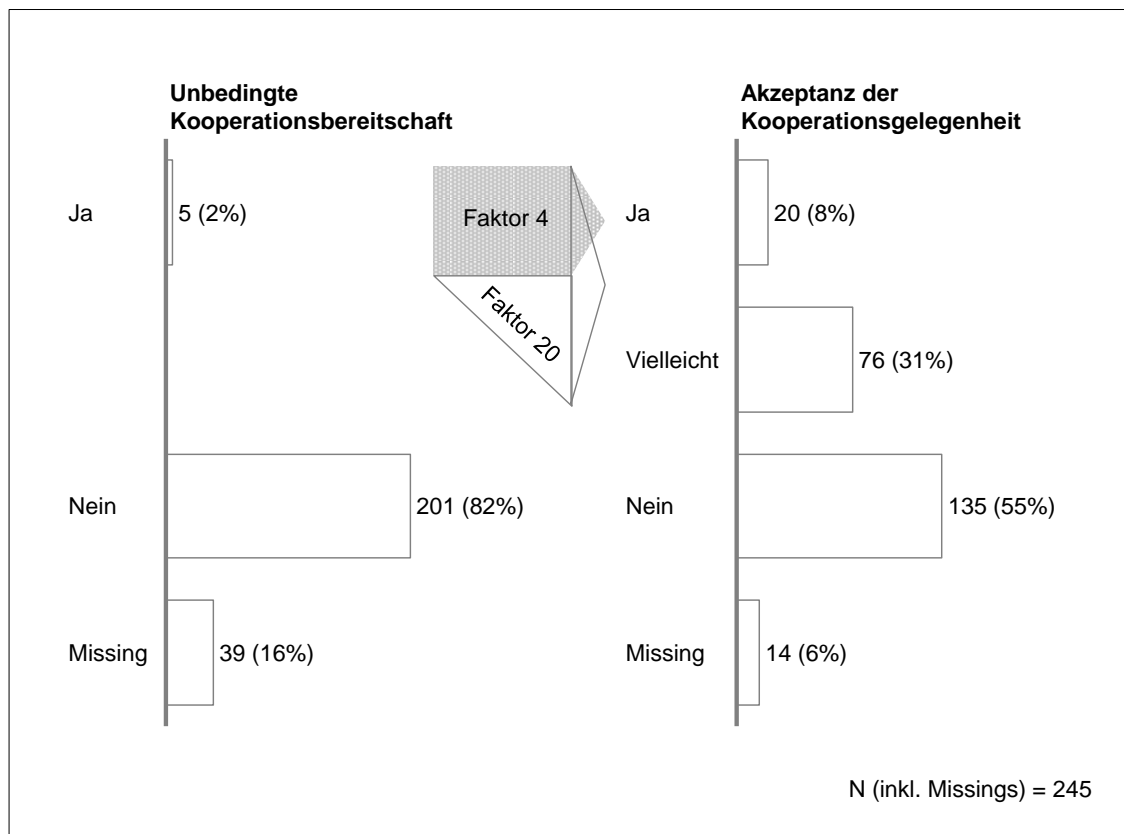 Unbedingte
Kooperationsbereitschaft
Ja
5 (2%)
Nein
201 (82%)
Missing
39 (16%)
Faktor 4
Faktor 20
Akzeptanz der
Kooperationsgelegenheit
Ja
20 (8%)
Vielleicht
76 (31%)
Nein
135 (55%)
Missing
14 (6%)
N (inkl. Missings) = 245